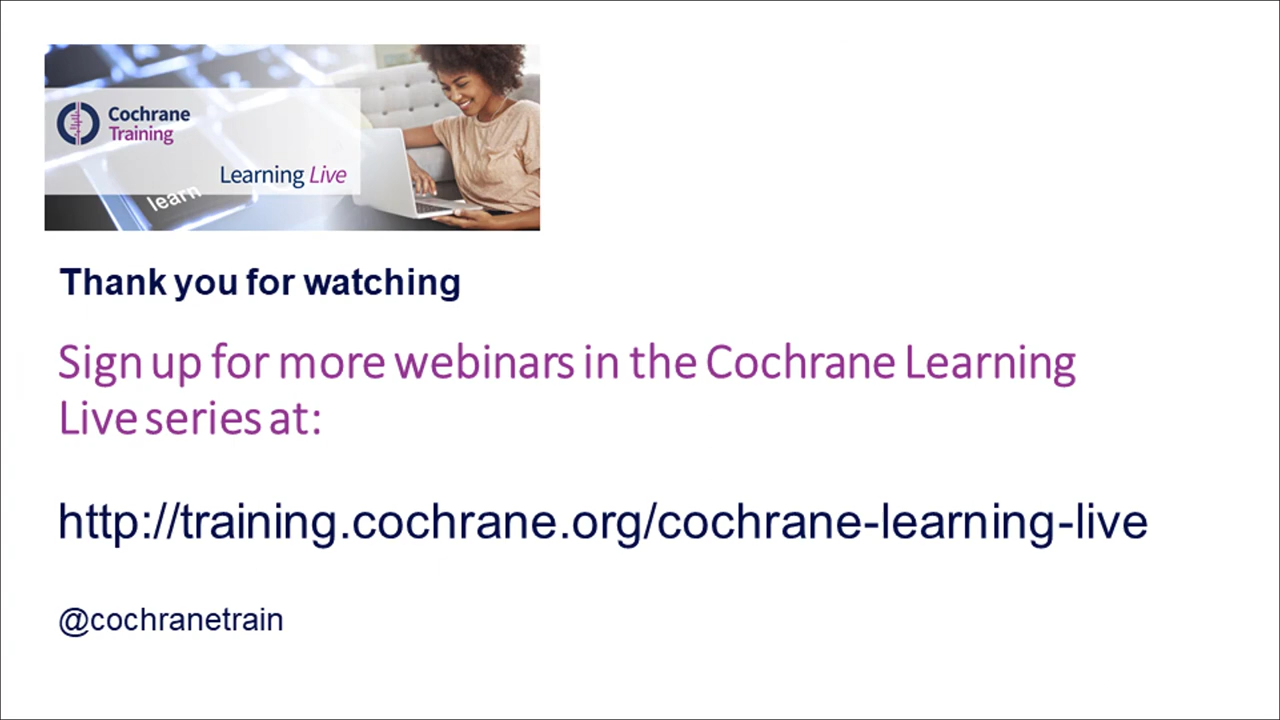 Cochrane
Training
Learning Live
learn
Thank you for watching
Sign up for more webinars in the Cochrane Learning
Live series at:
http://training.cochrane.org/cochrane-learning-live
@cochranetrain